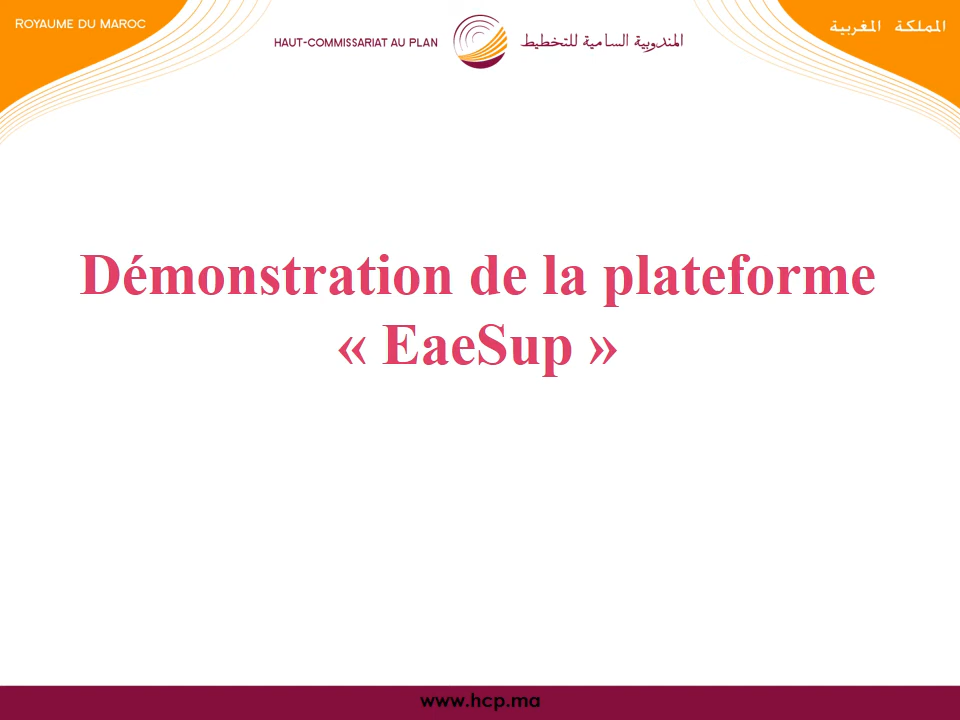 ROYAUME DU MAROC
المملكة المغربية
HAUT-COMMISSARIAT AU PLAN
المندوبية السامية للتخطيط
Démonstration de la plateforme
« EaeSup »
www.hcp.ma